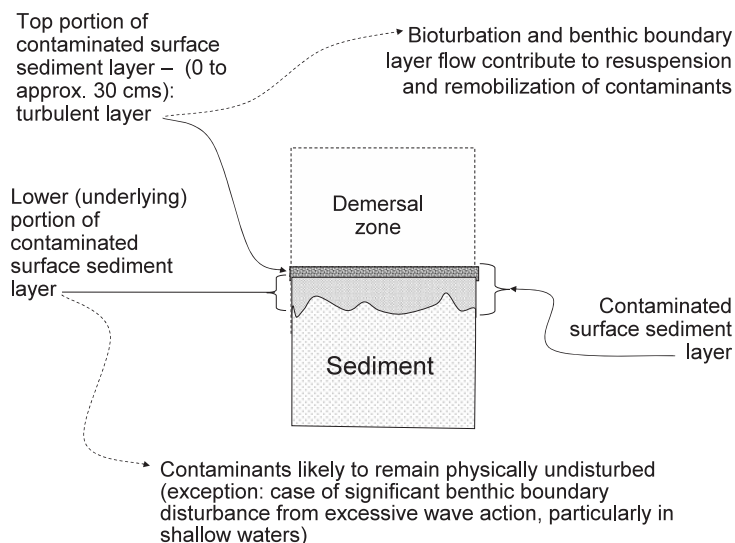 Top portion of
contaminated surface
sediment layer – (0 to
approx. 30 cms):
turbulent layer
Bioturbation and benthic boundary
layer flow contribute to resuspension
and remobilization of contaminants
Demersal
zone
Lower (underlying)
portion of
contaminated
surface sediment
layer
Contaminated
surface sediment
layer
Sediment
Contaminants likely to remain physically undisturbed
(exception: case of significant benthic boundary
disturbance from excessive wave action, particularly in
shallow waters)